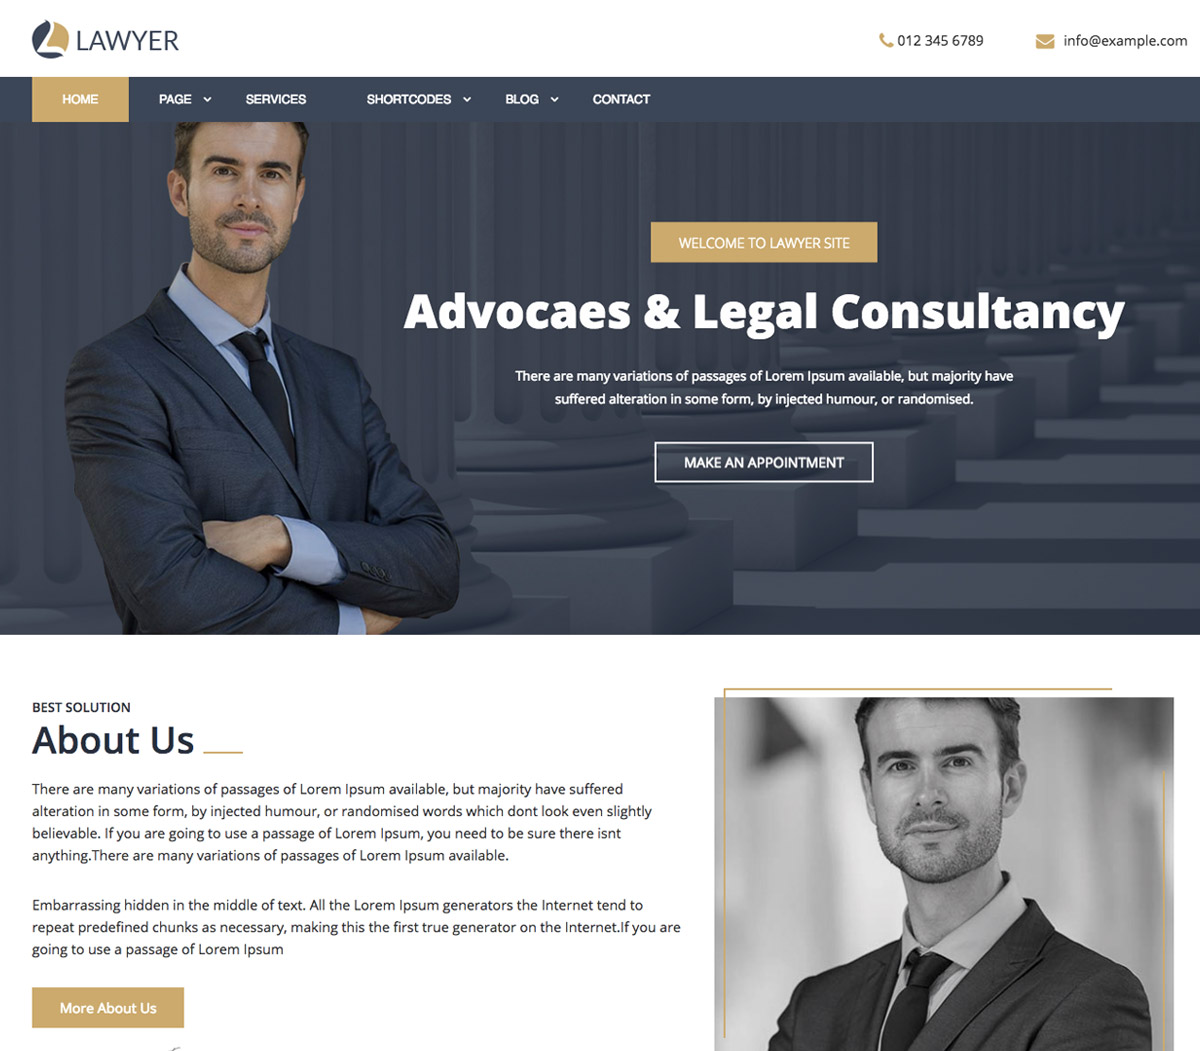 LAWYER
012 345 6789
info@example.com
HOME
PAGE
SERVICES
SHORTCODES
BLOG
CONTACT
WELCOME TO LAWYER SITE
Advocaes & Legal Consultancy
There are many variations of passages of Lorem Ipsum available, but majority have
suffered alteration in some form, by injected humour, or randomised.
MAKE AN APPOINTMENT
BEST SOLUTION
About Us
There are many variations of passages of Lorem Ipsum available, but majority have suffered
alteration in some form, by injected humour, or randomised words which dont look even slightly
believable. If you are going to use a passage of Lorem Ipsum, you need to be sure there isnt
anything.There are many variations of passages of Lorem Ipsum available.
Embarrassing hidden in the middle of text. All the Lorem Ipsum generators the Internet tend to
repeat predefined chunks as necessary, making this the first true generator on the Internet.If you are
going to use a passage of Lorem Ipsum
More About Us